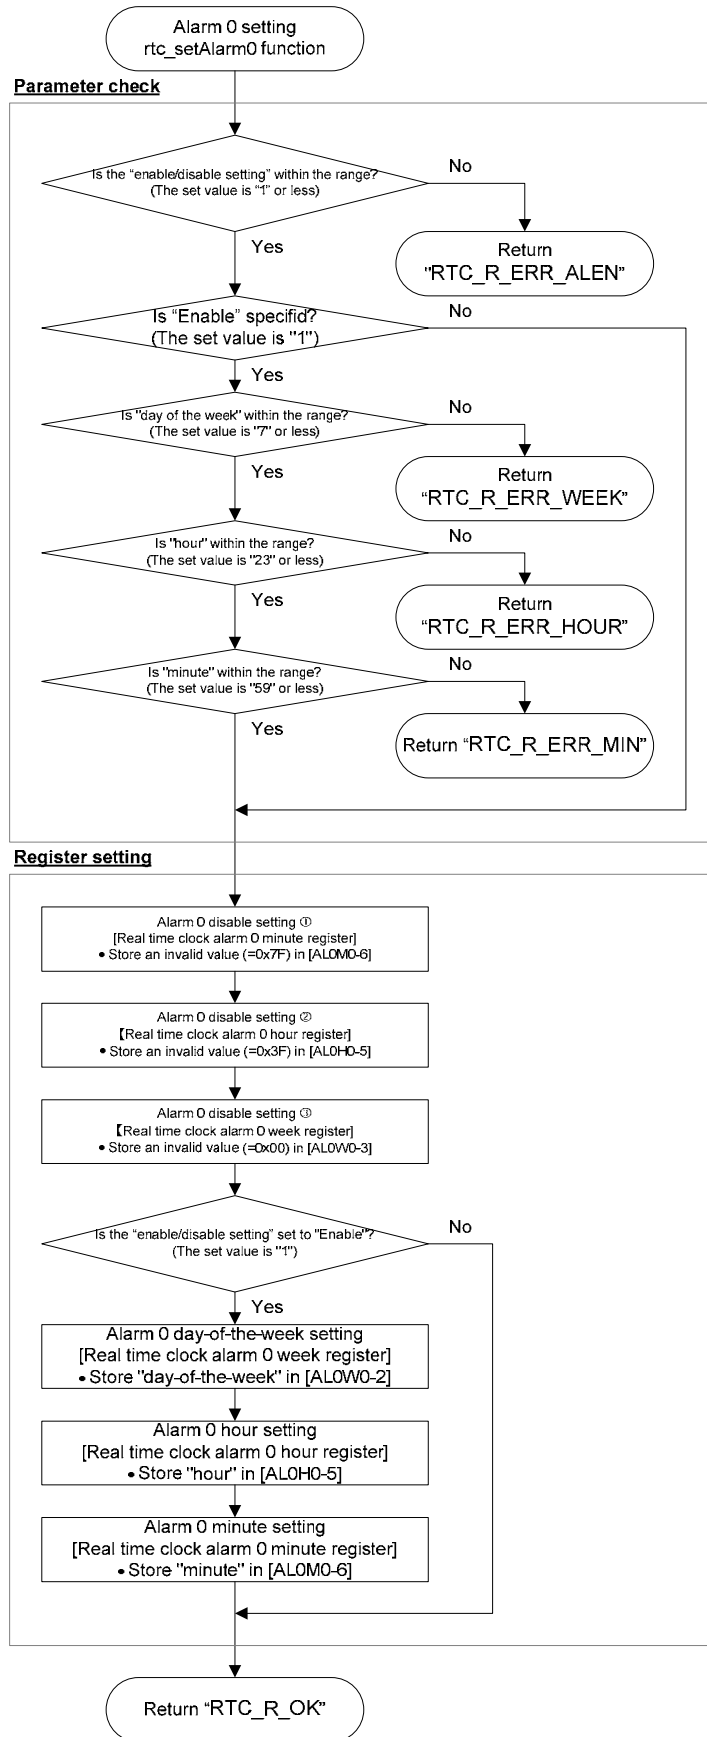 Alarm 0 setting
rtc_setAlarm0 function
Parameter check
Is the “enable/disable setting” within the range?
(The set value is “1” or less)
No
Yes
Return
"RTC_R_ERR_ALEN”
Is “Enable” specifid?
(The set value is "1")
No
Yes
Is "day of the week" within the range?
(The set value is "7" or less)
No
Yes
Return
“RTC_R_ERR_WEEK”
Is "hour" within the range?
(The set value is "23" or less)
No
Yes
Return
“RTC_R_ERR_HOUR”
Is "minute" within the range?
(The set value is "59" or less)
No
Yes
Return “RTC_R_ERR_MIN”
Register setting
Alarm 0 disable setting ①
[Real time clock alarm 0 minute register]
● Store an invalid value (=0x7F) in [AL0M0-6]
Alarm 0 disable setting ②
【Real time clock alarm 0 hour register]
● Store an invalid value (=0x3F) in [AL0H0-5]
Alarm 0 disable setting ③
【Real time clock alarm 0 week register]
● Store an invalid value (=0x00) in [AL0W0-3]
Is the “enable/disable setting” set to "Enable"?
(The set value is "1")
No
Yes
Alarm 0 day-of-the-week setting
[Real time clock alarm 0 week register]
● Store "day-of-the-week" in [AL0W0-2]
Alarm 0 hour setting
[Real time clock alarm 0 hour register]
● Store "hour" in [AL0H0-5]
Alarm 0 minute setting
[Real time clock alarm 0 minute register]
● Store "minute" in [AL0M0-6]
Return “RTC_R_OK”